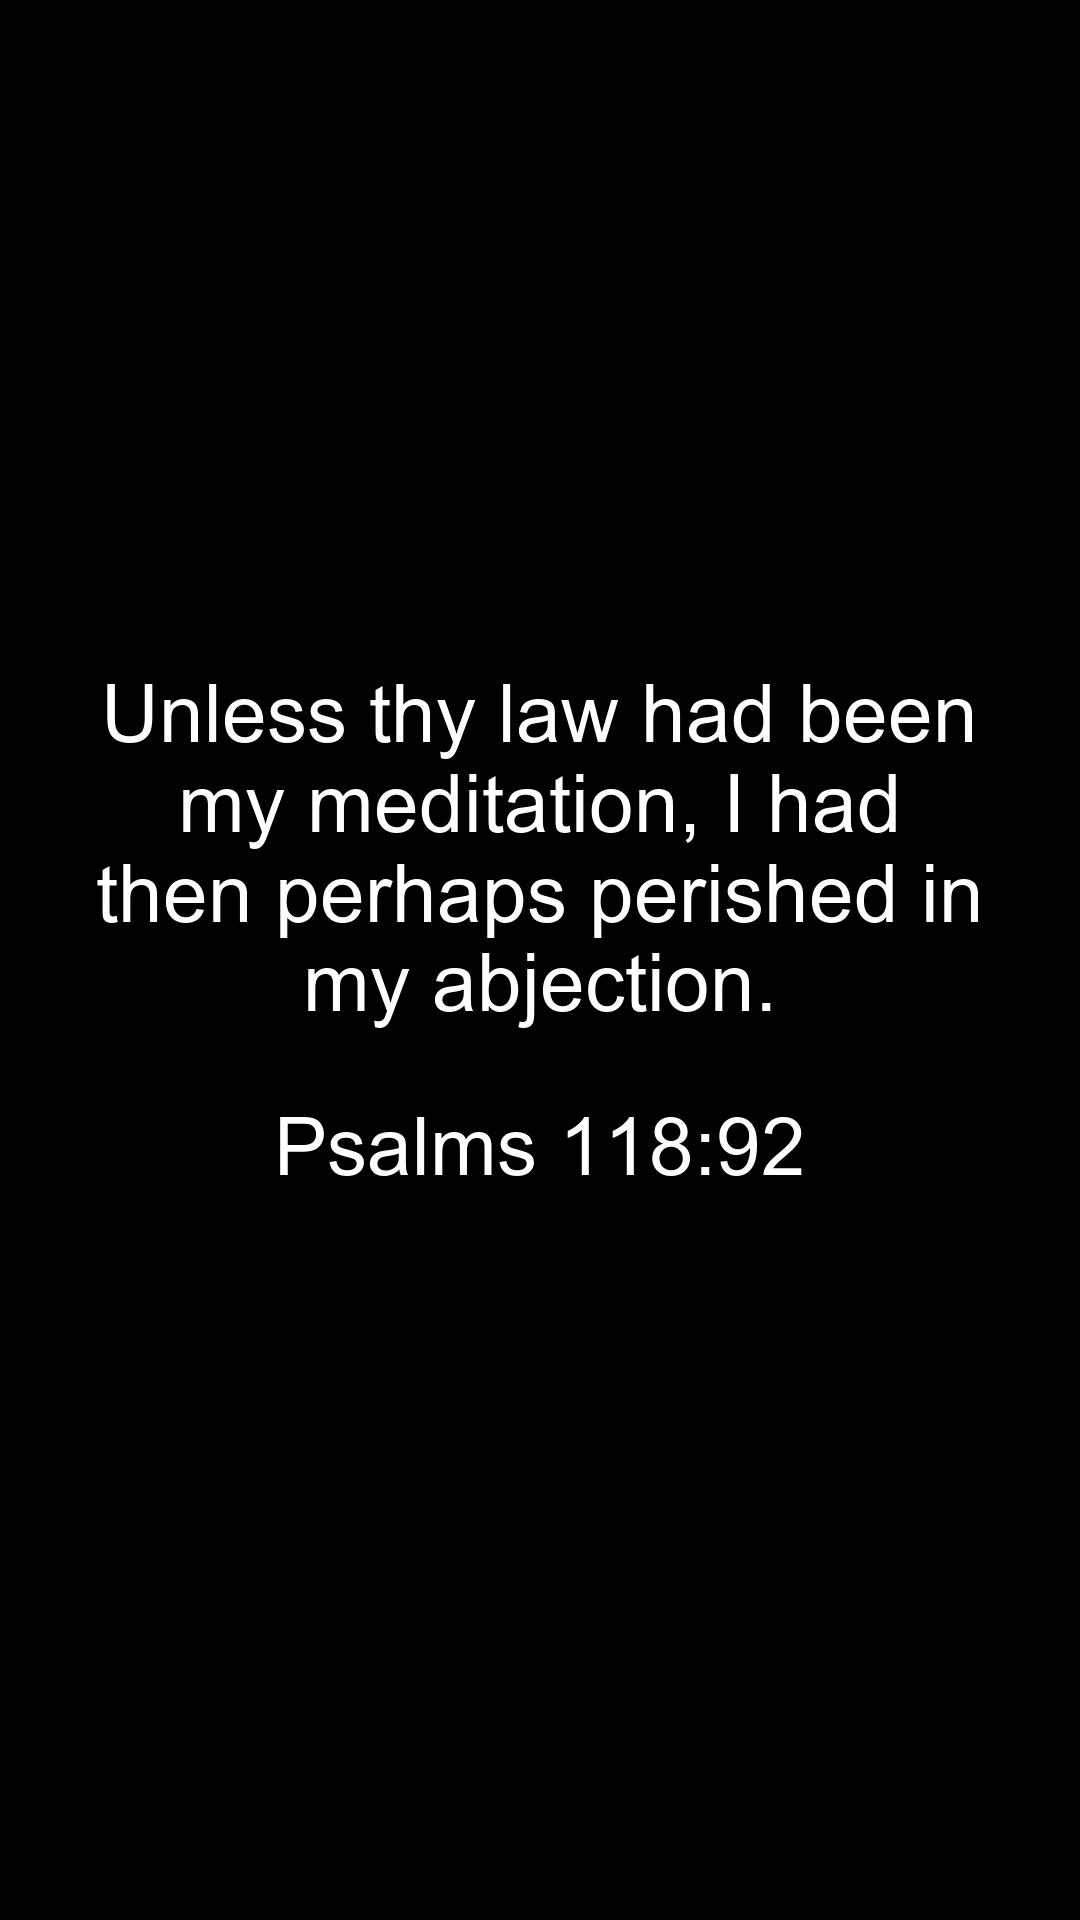 Unless thy law had been
my meditation, I had
then perhaps perished in
my abjection.
Psalms 118:92